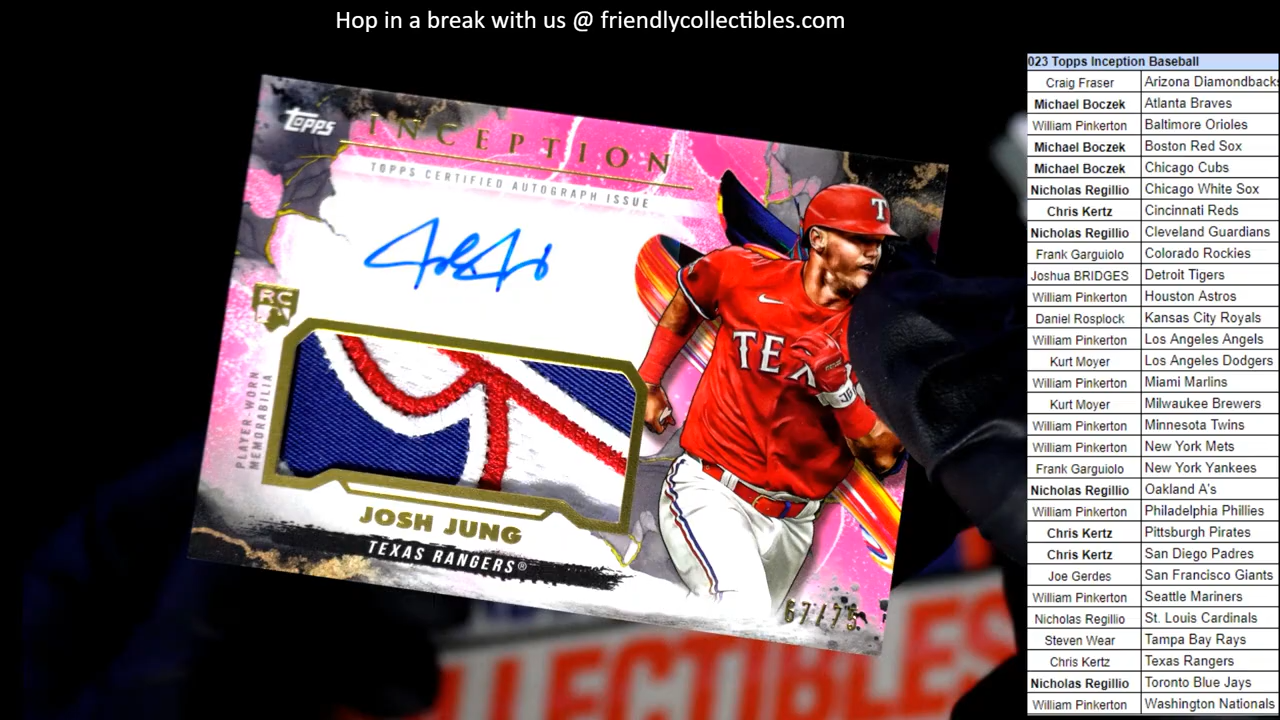 Hop in a break with us @ friendlycollectibles.com
topps
INCEPTION
TOPPS CERTIFIED AUTOGRAPH ISSUE
RC
PLAYER-WORN
MEMORABILIA
T
TEX
JOSH JUNG
TEXAS RANGERS®
67/75
LLECTIBLES
023 Topps Inception Baseball
Craig Fraser Arizona Diamondbacks
Michael Boczek Atlanta Braves
William Pinkerton Baltimore Orioles
Michael Boczek Boston Red Sox
Michael Boczek Chicago Cubs
Nicholas Regillio Chicago White Sox
Chris Kertz Cincinnati Reds
Nicholas Regillio Cleveland Guardians
Frank Garguiolo Colorado Rockies
Joshua BRIDGES Detroit Tigers
William Pinkerton Houston Astros
Daniel Rosplock Kansas City Royals
William Pinkerton Los Angeles Angels
Kurt Moyer Los Angeles Dodgers
William Pinkerton Miami Marlins
Kurt Moyer Milwaukee Brewers
William Pinkerton Minnesota Twins
William Pinkerton New York Mets
Frank Garguiolo New York Yankees
Nicholas Regillio Oakland A's
William Pinkerton Philadelphia Phillies
Chris Kertz Pittsburgh Pirates
Chris Kertz San Diego Padres
Joe Gerdes San Francisco Giants
William Pinkerton Seattle Mariners
Nicholas Regillio St. Louis Cardinals
Steven Wear Tampa Bay Rays
Chris Kertz Texas Rangers
Nicholas Regillio Toronto Blue Jays
William Pinkerton Washington Nationals